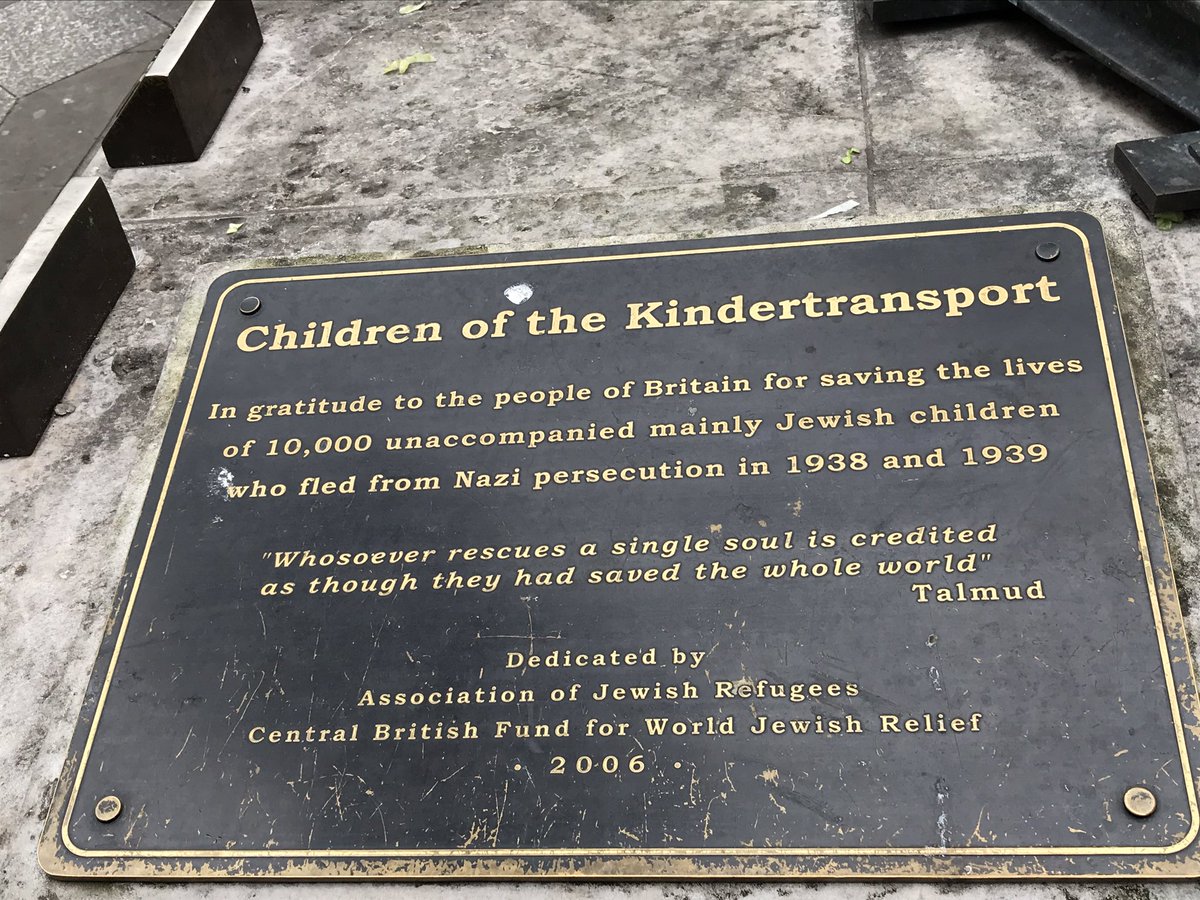 Children of the Kindertransport
In gratitude to the people of Britain for saving the lives
of 10,000 unaccompanied mainly Jewish children
who fled from Nazi persecution in 1938 and 1939
"Whosoever rescues a single soul is credited
as though they had saved the whole world"
Talmud
Dedicated by
Association of Jewish Refugees
Central British Fund for World Jewish Relief
· 2006 ·